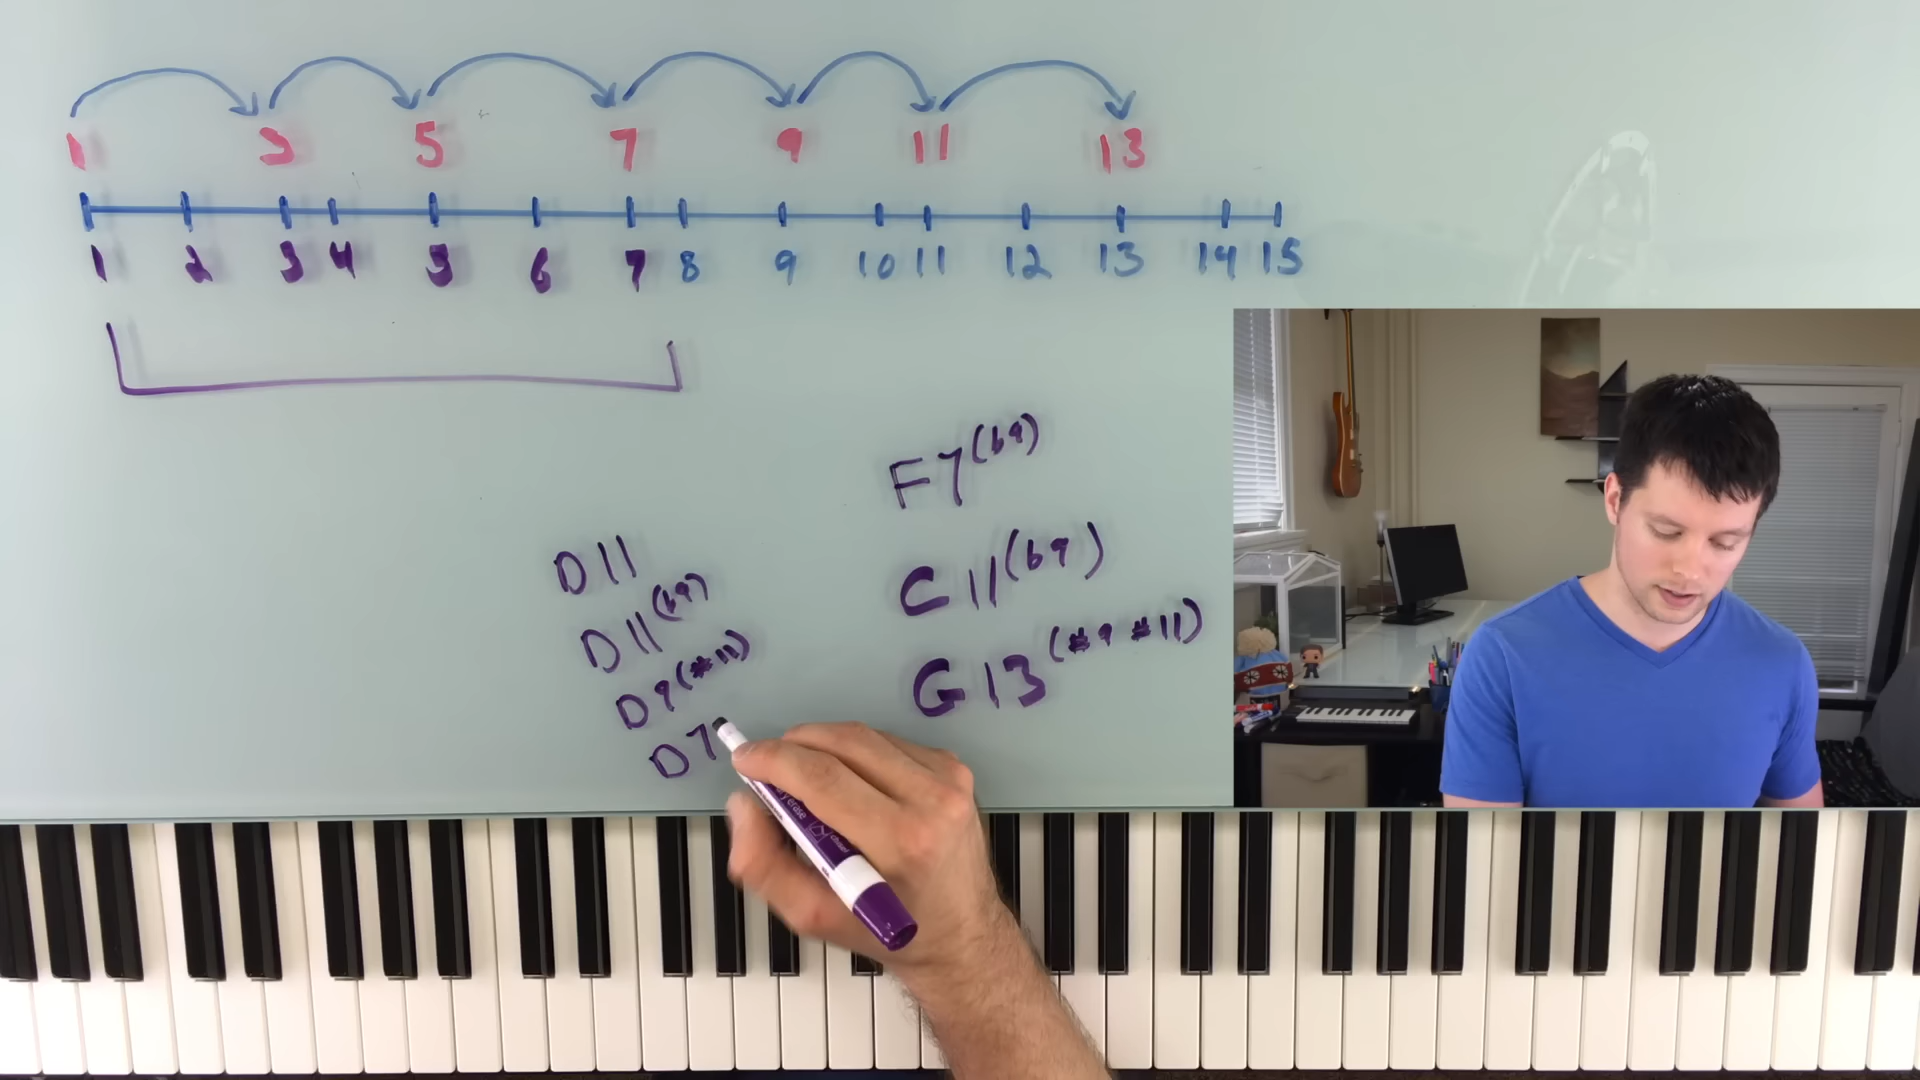 1 3 5 7 9 11 13
1 2 3 4 5 6 7 8 9 10 11 12 13 14 15
F7(b9)
D11
C11(b9)
D11(b9)
G13(#9 #11)
D9(#11)
D7